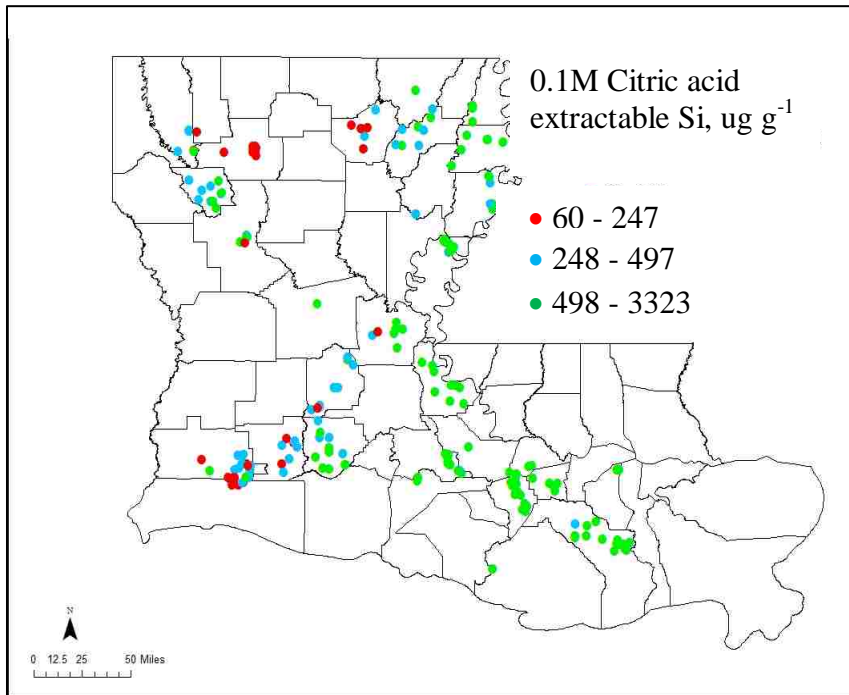 0.1M Citric acid
extractable Si, ug g-1
60 - 247
248 - 497
498 - 3323
N
0 12.5 25 50 Miles